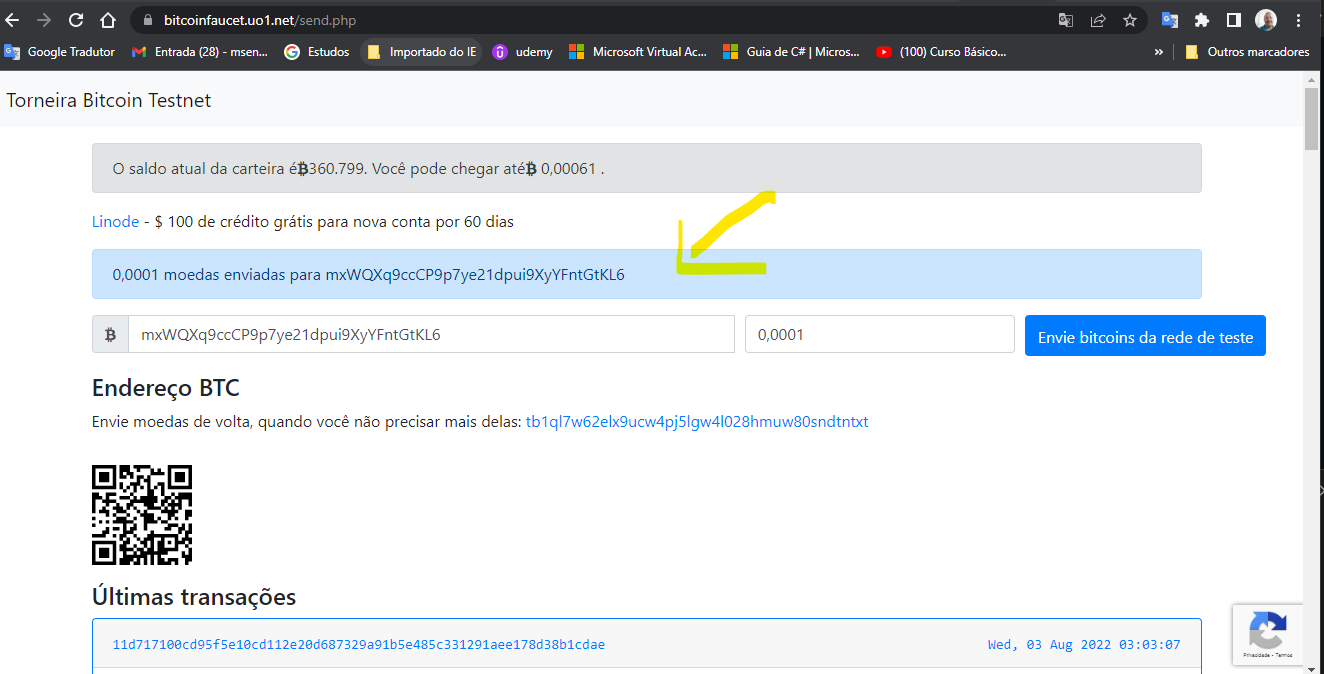 bitcoinfaucet.uo1.net/send.php
Google Tradutor
Entrada (28) - msen...
Estudos
Importado do IE
udemy
Microsoft Virtual Ac...
Guia de C# | Micros...
(100) Curso Básico...
»
Outros marcadores
Torneira Bitcoin Testnet
O saldo atual da carteira é₿360.799. Você pode chegar até₿ 0,00061 .
Linode - $ 100 de crédito grátis para nova conta por 60 dias
0,0001 moedas enviadas para mxWQXq9ccCP9p7ye21dpui9XyYFntGtKL6
₿ mxWQXq9ccCP9p7ye21dpui9XyYFntGtKL6 0,0001 Envie bitcoins da rede de teste
Endereço BTC
Envie moedas de volta, quando você não precisar mais delas: tb1ql7w62elx9ucw4pj5lgw4l028hmuw80sndtntxt
Últimas transações
11d717100cd95f5e10cd112e20d687329a91b5e485c331291aee178d38b1cdae Wed, 03 Aug 2022 03:03:07
Privacidade - Termos